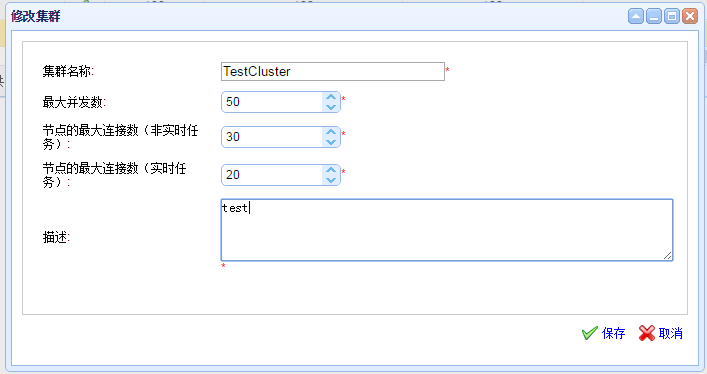 修改集群
集群名称: TestCluster *
最大并发数: 50 *
节点的最大连接数（非实时任
务）: 30 *
节点的最大连接数（实时任
务）: 20 *
描述: test
*
保存 取消